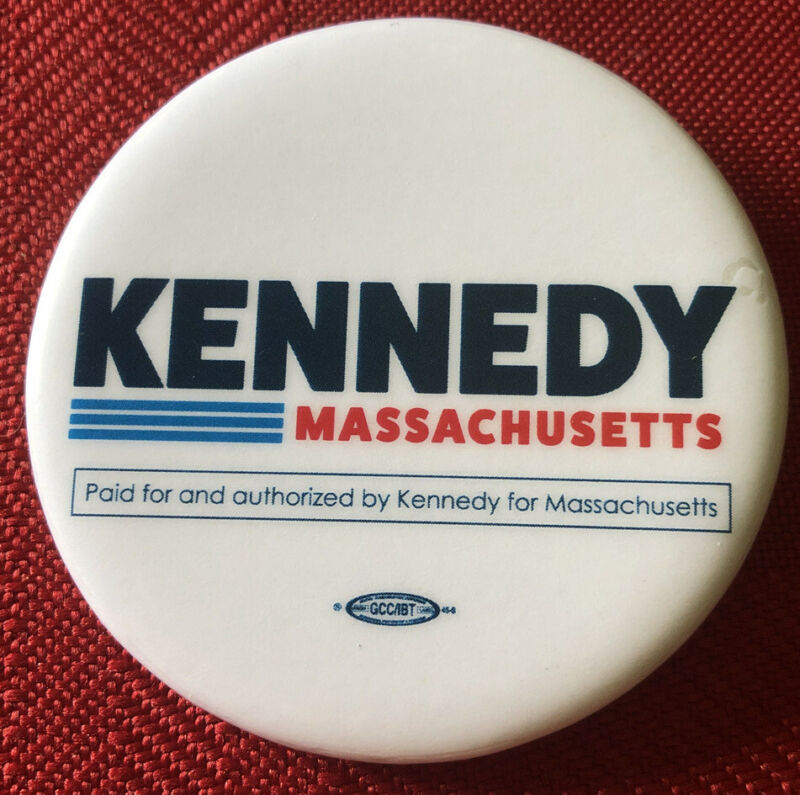 KENNEDY
MASSACHUSETTS
Paid for and authorized by Kennedy for Massachusetts
GCC/IBT